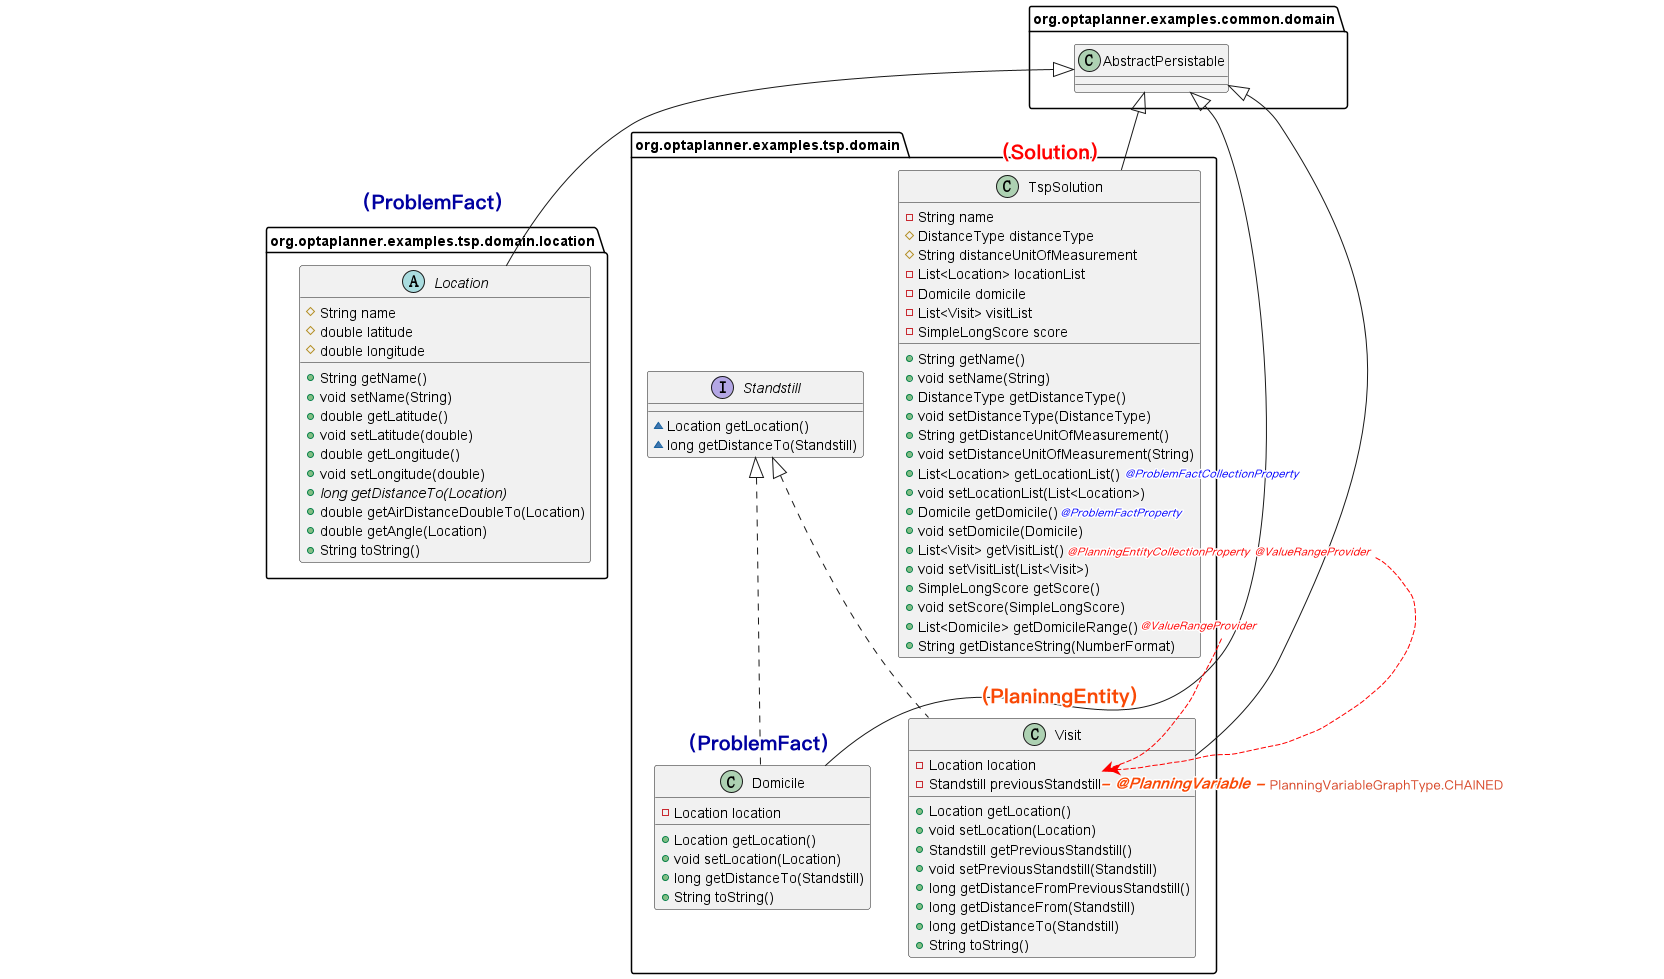 org.optaplanner.examples.common.domain
C AbstractPersistable
org.optaplanner.examples.tsp.domain
(Solution)
C TspSolution
String name
DistanceType distanceType
String distanceUnitOfMeasurement
List<Location> locationList
Domicile domicile
List<Visit> visitList
SimpleLongScore score
String getName()
void setName(String)
DistanceType getDistanceType()
void setDistanceType(DistanceType)
String getDistanceUnitOfMeasurement()
void setDistanceUnitOfMeasurement(String)
List<Location> getLocationList() @ProblemFactCollectionProperty
void setLocationList(List<Location>)
Domicile getDomicile() @ProblemFactProperty
void setDomicile(Domicile)
List<Visit> getVisitList() @PlanningEntityCollectionProperty @ValueRangeProvider
void setVisitList(List<Visit>)
SimpleLongScore getScore()
void setScore(SimpleLongScore)
List<Domicile> getDomicileRange() @ValueRangeProvider
String getDistanceString(NumberFormat)
(ProblemFact)
org.optaplanner.examples.tsp.domain.location
A Location
String name
double latitude
double longitude
String getName()
void setName(String)
double getLatitude()
void setLatitude(double)
double getLongitude()
void setLongitude(double)
long getDistanceTo(Location)
double getAirDistanceDoubleTo(Location)
double getAngle(Location)
String toString()
I Standstill
Location getLocation()
long getDistanceTo(Standstill)
(ProblemFact)
C Domicile
Location location
Location getLocation()
void setLocation(Location)
long getDistanceTo(Standstill)
String toString()
(PlaninngEntity)
C Visit
Location location
Standstill previousStandstill – @PlanningVariable – PlanningVariableGraphType.CHAINED
Location getLocation()
void setLocation(Location)
Standstill getPreviousStandstill()
void setPreviousStandstill(Standstill)
long getDistanceFromPreviousStandstill()
long getDistanceFrom(Standstill)
long getDistanceTo(Standstill)
String toString()